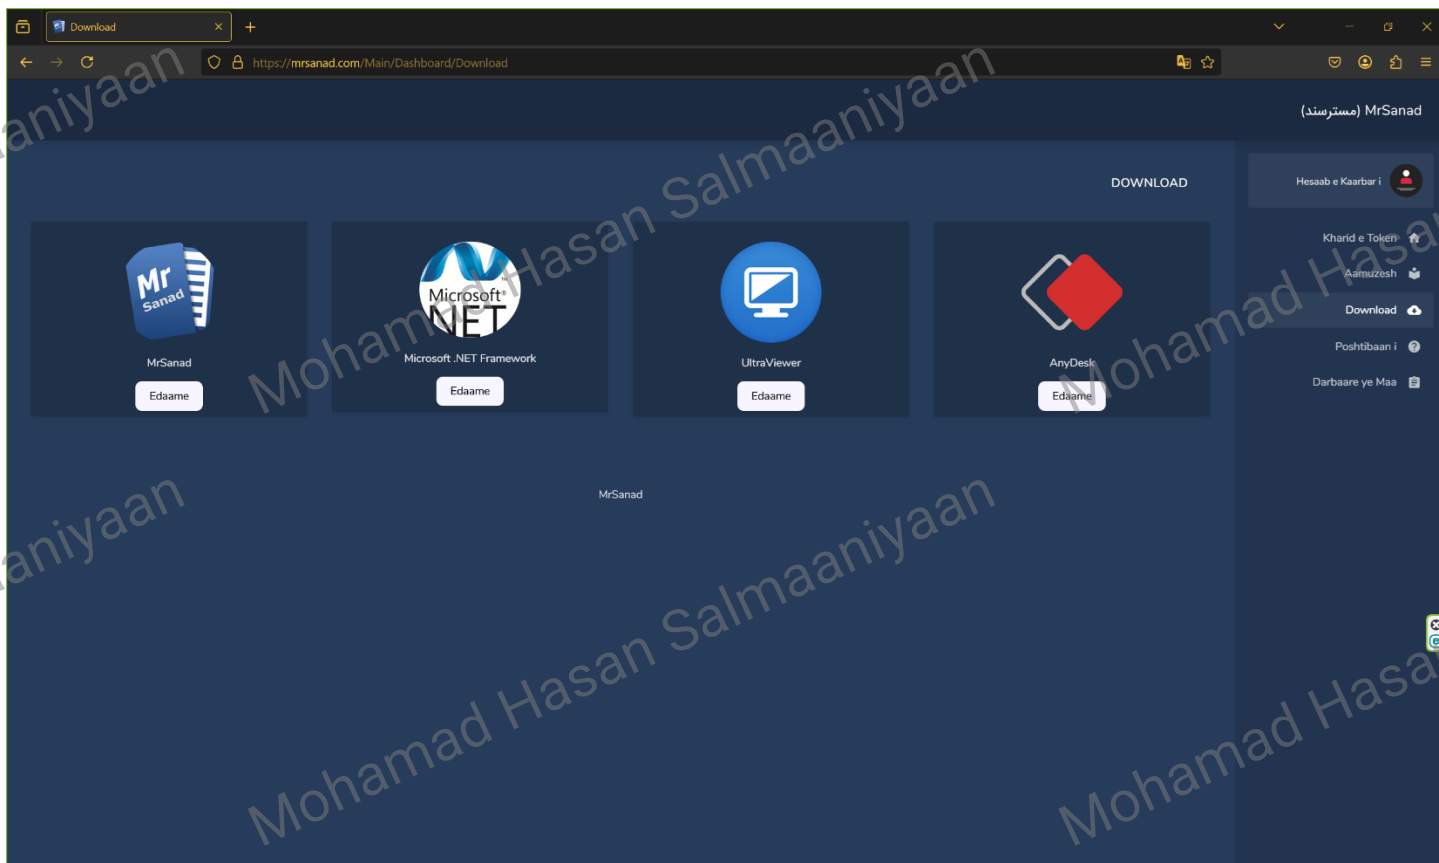 Download
https://mrsanad.com/Main/Dashboard/Download
MrSanad (مسترسند)
Hesaab e Kaarbar i
Kharid e Token
Aamuzesh
Download
Poshtibaan i
Darbaare ye Maa
DOWNLOAD
Mr
Sanad
MrSanad
Edaame
Microsoft®
NET
Microsoft .NET Framework
Edaame
UltraViewer
Edaame
AnyDesk
Edaame
MrSanad
Mohamad Hasan Salmaaniyaan
Mohamad Hasan Salmaaniyaan